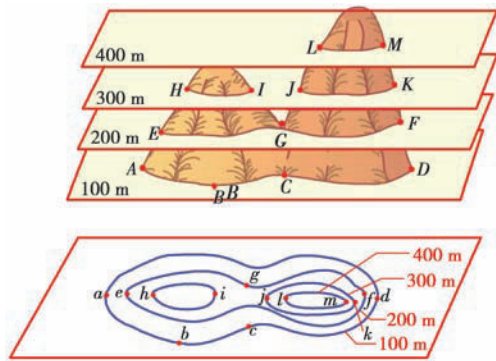 L M
400 m
H I J K
300 m
E G F
200 m
A B B C D
100 m
400 m
g 300 m
a e h i j l m f d
200 m
b c k
100 m